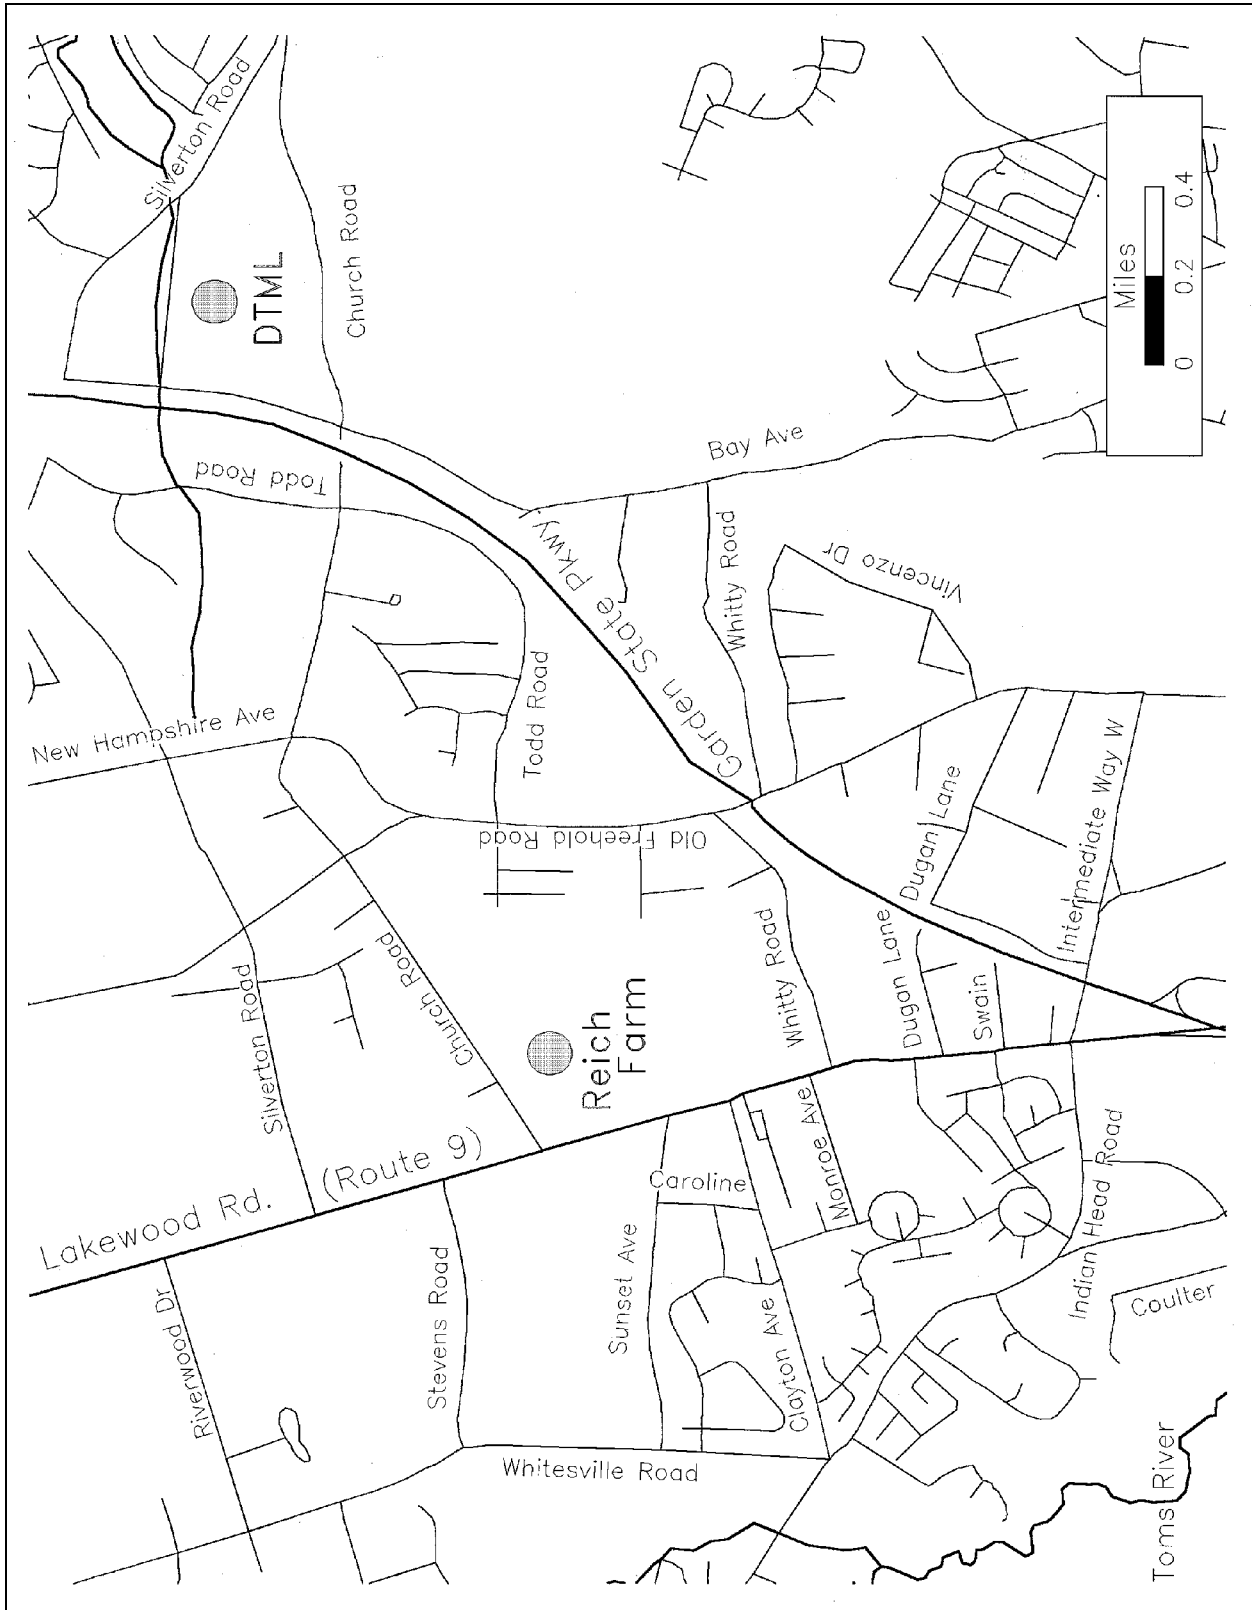 Silverton Road
DTML
Church Road
Todd Road
New Hampshire Ave
Todd Road
Garden State Pkwy.
Bay Ave
Whitty Road
Vincenzo Dr
Old Freehold Road
Dugan Lane
Intermediate Way W
Silverton Road
Church Road
Reich
Farm
Whitty Road
Dugan Lane
Swain
Lakewood Rd.
(Route 9)
Riverwood Dr
Stevens Road
Sunset Ave
Caroline
Monroe Ave
Clayton Ave
Indian Head Road
Coulter
Whitesville Road
Toms River
Miles
0 0.2 0.4